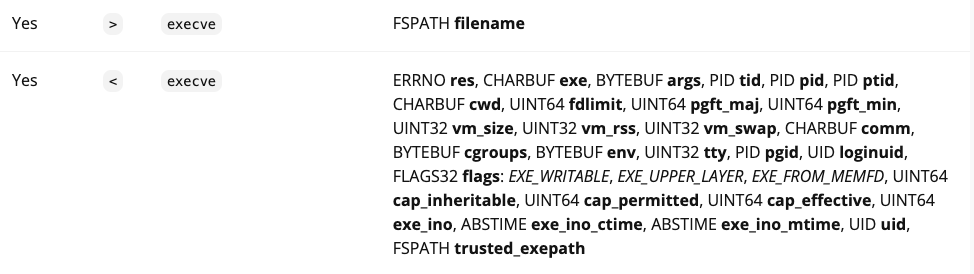 Yes > execve FSPATH filename
Yes < execve ERRNO res, CHARBUF exe, BYTEBUF args, PID tid, PID pid, PID ptid,
CHARBUF cwd, UINT64 fdlimit, UINT64 pgft_maj, UINT64 pgft_min,
UINT32 vm_size, UINT32 vm_rss, UINT32 vm_swap, CHARBUF comm,
BYTEBUF cgroups, BYTEBUF env, UINT32 tty, PID pgid, UID loginuid,
FLAGS32 flags: EXE_WRITABLE, EXE_UPPER_LAYER, EXE_FROM_MEMFD, UINT64
cap_inheritable, UINT64 cap_permitted, UINT64 cap_effective, UINT64
exe_ino, ABSTIME exe_ino_ctime, ABSTIME exe_ino_mtime, UID uid,
FSPATH trusted_exepath